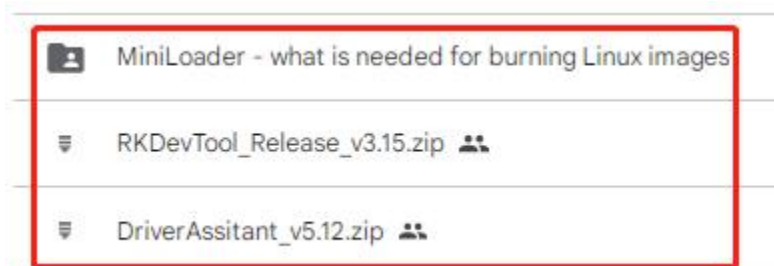 MiniLoader - what is needed for burning Linux images
RKDevTool_Release_v3.15.zip
DriverAssitant_v5.12.zip